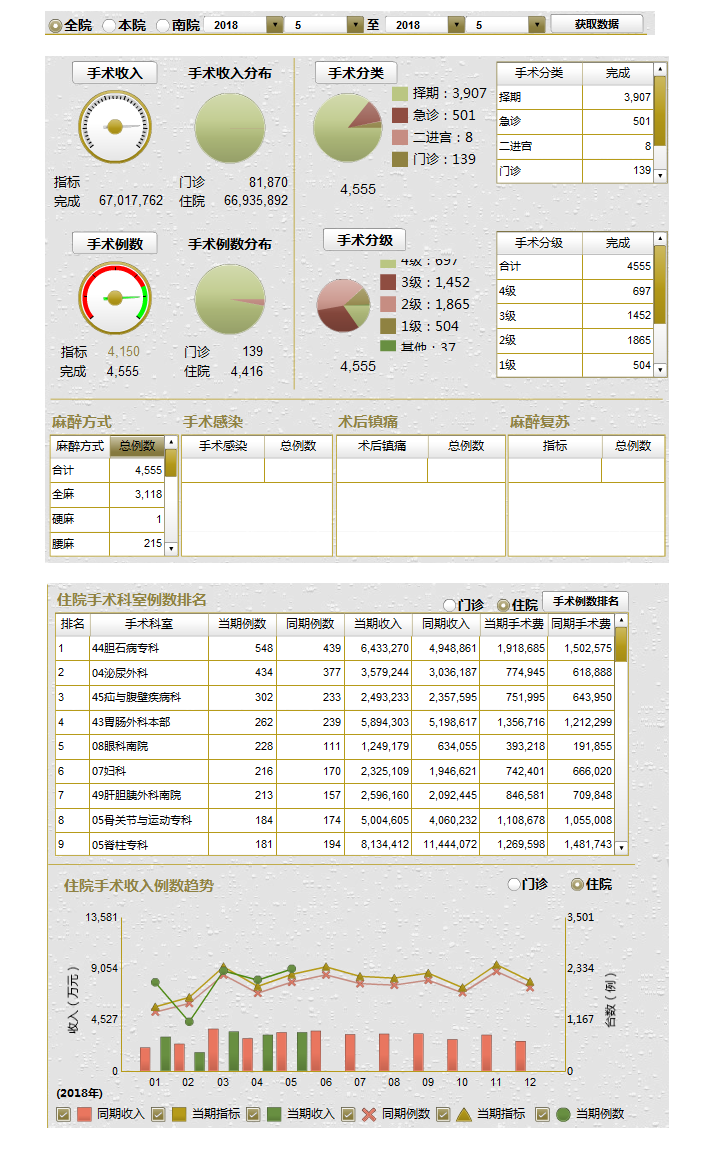 全院 本院 南院 2018 5 至 2018 5 获取数据
手术收入 手术收入分布
指标 门诊 81,870
完成 67,017,762 住院 66,935,892
手术分类
择期：3,907
急诊：501
二进宫：8
门诊：139
4,555
手术分类 完成
择期 3,907
急诊 501
二进宫 8
门诊 139
手术例数 手术例数分布
指标 4,150 门诊 139
完成 4,555 住院 4,416
手术分级
4级：697
3级：1,452
2级：1,865
1级：504
其他：37
4,555
手术分级 完成
合计 4555
4级 697
3级 1452
2级 1865
1级 504
麻醉方式 手术感染 术后镇痛 麻醉复苏
麻醉方式 总例数 手术感染 总例数 术后镇痛 总例数 指标 总例数
合计 4,555
全麻 3,118
硬麻 1
腰麻 215
住院手术科室例数排名 门诊 住院 手术例数排名
排名 手术科室 当期例数 同期例数 当期收入 同期收入 当期手术费 同期手术费
1 44胆石病专科 548 439 6,433,270 4,948,861 1,918,685 1,502,575
2 04泌尿外科 434 377 3,579,244 3,036,187 774,945 618,888
3 45疝与腹壁疾病科 302 233 2,493,233 2,357,595 751,995 643,950
4 43胃肠外科本部 262 239 5,894,303 5,198,617 1,356,716 1,212,299
5 08眼科南院 228 111 1,249,179 634,055 393,218 191,855
6 07妇科 216 170 2,325,109 1,946,621 742,401 666,020
7 49肝胆胰外科南院 213 157 2,596,160 2,092,445 846,581 709,848
8 05骨关节与运动专科 184 174 5,004,605 4,060,232 1,108,678 1,055,008
9 05脊柱专科 181 194 8,134,412 11,444,072 1,269,598 1,481,743
住院手术收入例数趋势 门诊 住院
13,581 3,501
9,054 2,334
收入（万元） 台数（例）
4,527 1,167
0 0
01 02 03 04 05 06 07 08 09 10 11 12
(2018年)
同期收入 当期指标 当期收入 同期例数 当期指标 当期例数